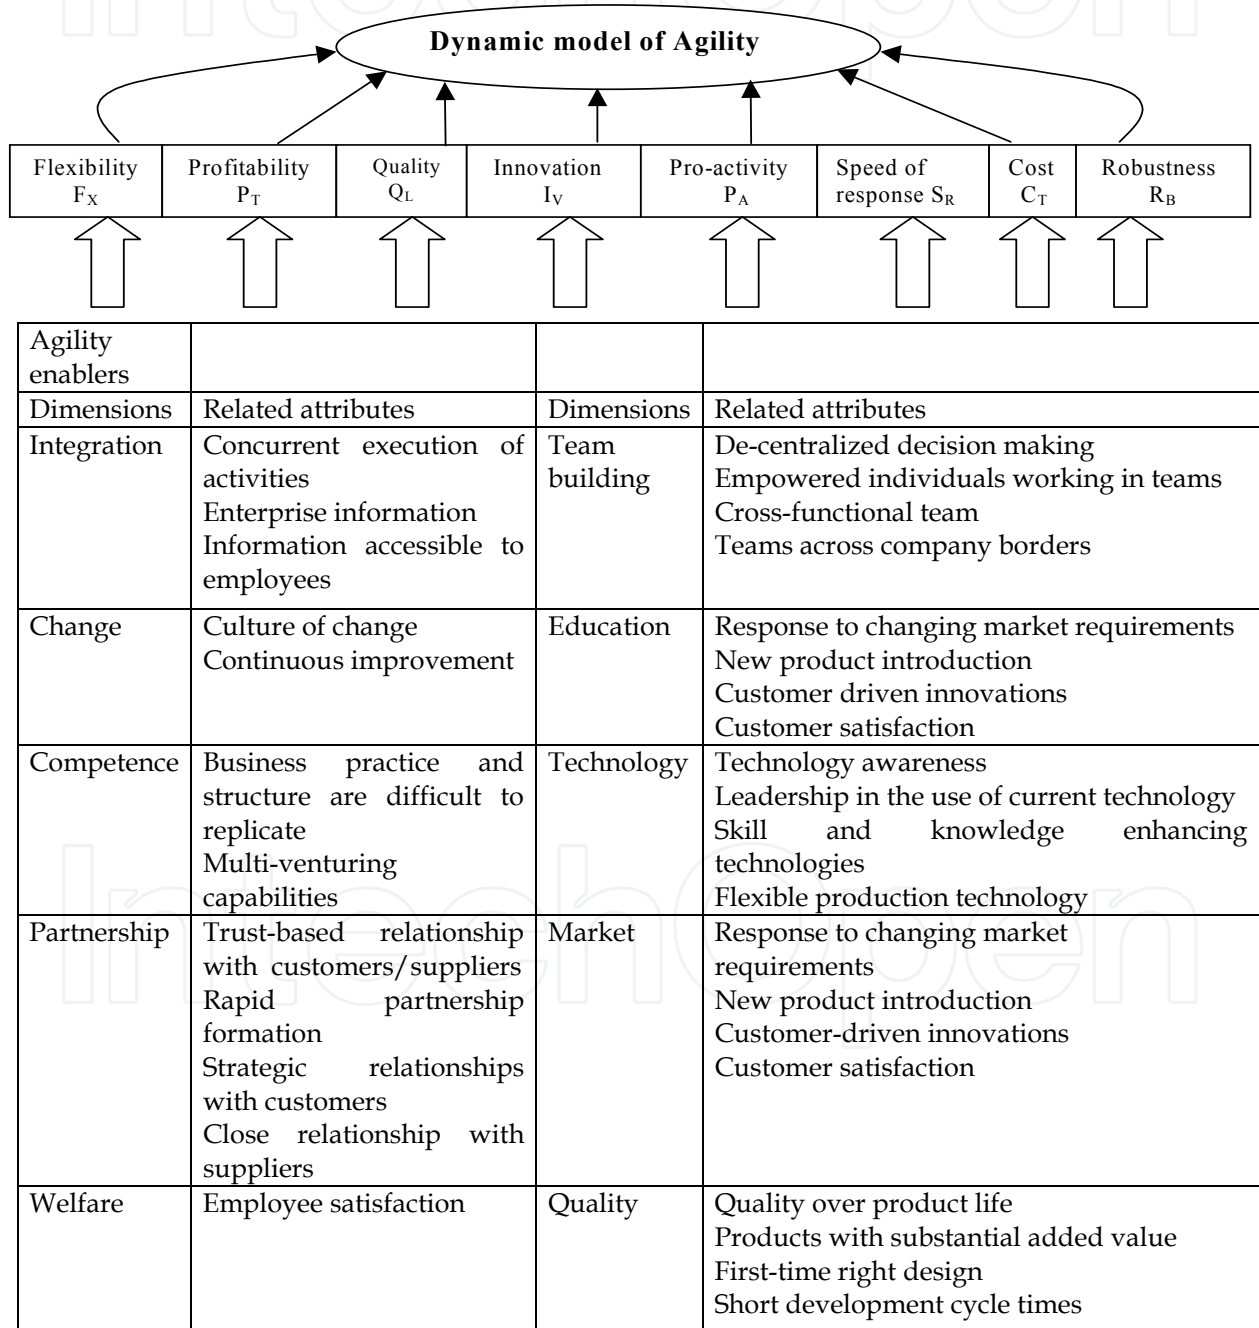 Dynamic model of Agility
Flexibility
FX
Profitability
PT
Quality
QL
Innovation
IV
Pro-activity
PA
Speed of
response SR
Cost
CT
Robustness
RB
Agility
enablers
Dimensions
Related attributes
Dimensions
Related attributes
Integration
Concurrent execution of
activities
Enterprise information
Information accessible to
employees
Team
building
De-centralized decision making
Empowered individuals working in teams
Cross-functional team
Teams across company borders
Change
Culture of change
Continuous improvement
Education
Response to changing market requirements
New product introduction
Customer driven innovations
Customer satisfaction
Competence
Business practice and
structure are difficult to
replicate
Multi-venturing
capabilities
Technology
Technology awareness
Leadership in the use of current technology
Skill and knowledge enhancing
technologies
Flexible production technology
Partnership
Trust-based relationship
with customers/suppliers
Rapid partnership
formation
Strategic relationships
with customers
Close relationship with
suppliers
Market
Response to changing market
requirements
New product introduction
Customer-driven innovations
Customer satisfaction
Welfare
Employee satisfaction
Quality
Quality over product life
Products with substantial added value
First-time right design
Short development cycle times
IntechOpen
IntechOpen